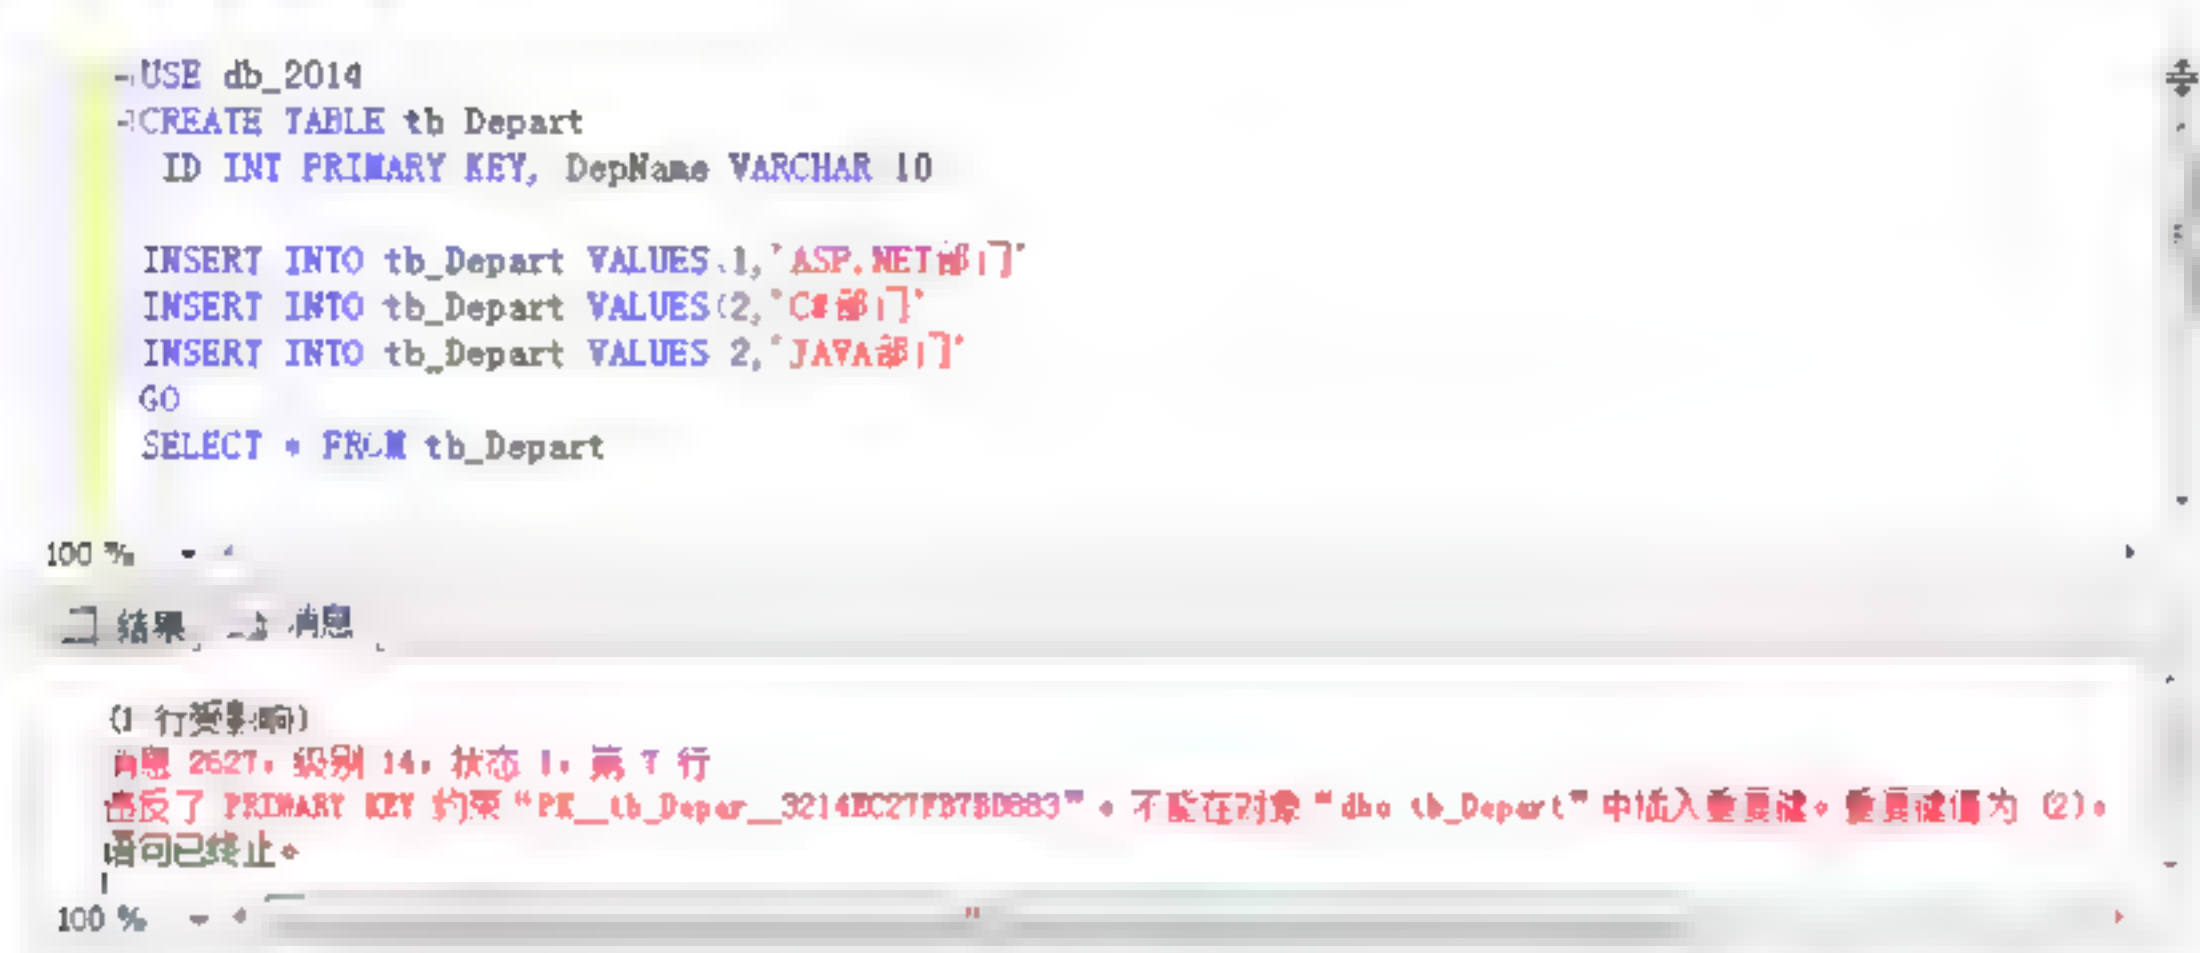 USE db_2014
CREATE TABLE tb_Depart
ID INT PRIMARY KEY, DepName VARCHAR 10
INSERT INTO tb_Depart VALUES(1,'ASP.NET部门'
INSERT INTO tb_Depart VALUES(2,'C#部门'
INSERT INTO tb_Depart VALUES 2,'JAVA部门'
GO
SELECT * FROM tb_Depart
100 %
结果 消息
(1 行受影响)
消息 2627，级别 14，状态 1，第 7 行
违反了 PRIMARY KEY 约束“PK__tb_Depar__3214EC27FB7BD883”。不能在对象“dbo.tb_Depart”中插入重复键。重复键值为 (2)。
语句已终止。
100 %